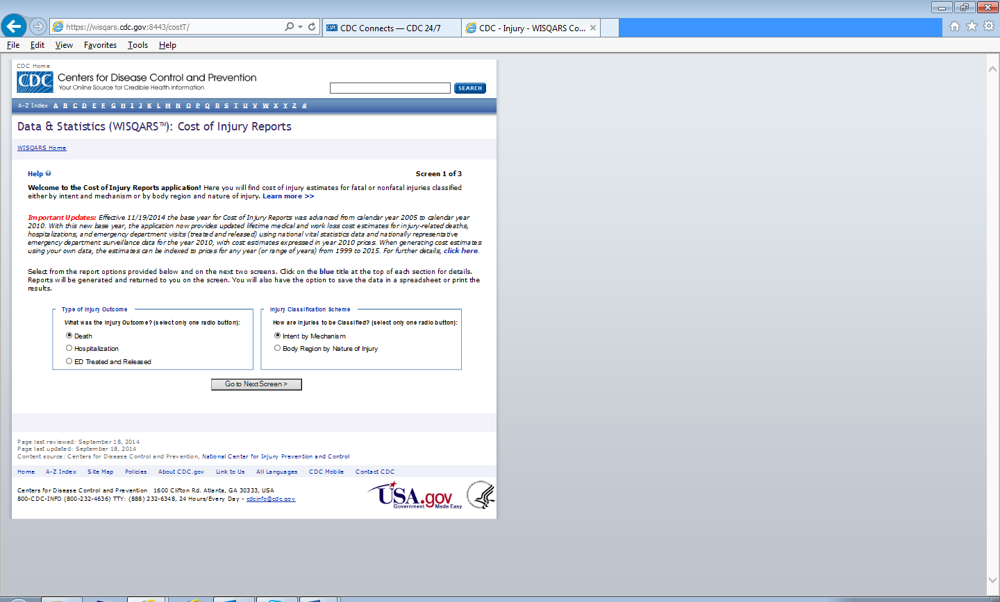 https://wisqars.cdc.gov:8443/costT/
CDC Connects — CDC 24/7
CDC - Injury - WISQARS Co...
File Edit View Favorites Tools Help
CDC Home
CDC
Centers for Disease Control and Prevention
Your Online Source for Credible Health Information
SEARCH
A-Z Index A B C D E F G H I J K L M N O P Q R S T U V W X Y Z #
Data & Statistics (WISQARS™): Cost of Injury Reports
WISQARS Home
Help
Screen 1 of 3
Welcome to the Cost of Injury Reports application! Here you will find cost of injury estimates for fatal or nonfatal injuries classified
either by intent and mechanism or by body region and nature of injury. Learn more >>
Important Updates: Effective 11/19/2014 the base year for Cost of Injury Reports was advanced from calendar year 2005 to calendar year
2010. With this new base year, the application now provides updated lifetime medical and work loss cost estimates for injury-related deaths,
hospitalizations, and emergency department visits (treated and released) using national vital statistics data and nationally representative
emergency department surveillance data for the year 2010, with cost estimates expressed in year 2010 prices. When generating cost estimates
using your own data, the estimates can be indexed to prices for any year (or range of years) from 1999 to 2015. For further details, click here.
Select from the report options provided below and on the next two screens. Click on the blue title at the top of each section for details.
Reports will be generated and returned to you on the screen. You will also have the option to save the data in a spreadsheet or print the
results.
Type of Injury Outcome
What was the Injury Outcome? (select only one radio button):
Death
Hospitalization
ED Treated and Released
Injury Classification Scheme
How are Injuries to be Classified? (select only one radio button):
Intent by Mechanism
Body Region by Nature of Injury
Go to Next Screen >
Page last reviewed: September 18, 2014
Page last updated: September 18, 2014
Content source: Centers for Disease Control and Prevention, National Center for Injury Prevention and Control
Home A-Z Index Site Map Policies About CDC.gov Link to Us All Languages CDC Mobile Contact CDC
Centers for Disease Control and Prevention 1600 Clifton Rd. Atlanta, GA 30333, USA
800-CDC-INFO (800-232-4636) TTY: (888) 232-6348, 24 Hours/Every Day - cdcinfo@cdc.gov
USA.gov
Government Made Easy